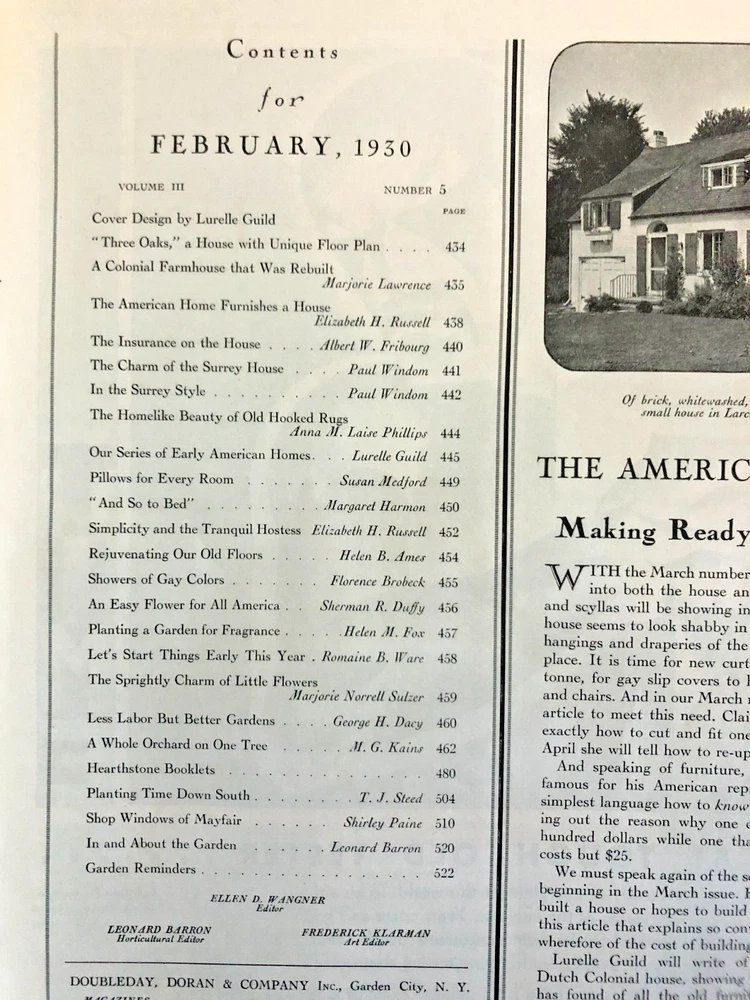 Contents
for
FEBRUARY, 1930
VOLUME III NUMBER 5
PAGE
Cover Design by Lurelle Guild
"Three Oaks," a House with Unique Floor Plan . . . . 434
A Colonial Farmhouse that Was Rebuilt
Marjorie Lawrence 435
The American Home Furnishes a House
Elizabeth H. Russell 438
The Insurance on the House . . . . Albert W. Fribourg 440
The Charm of the Surrey House . . . . Paul Windom 441
In the Surrey Style . . . . . . . . . . Paul Windom 442
The Homelike Beauty of Old Hooked Rugs
Anna M. Laise Phillips 444
Our Series of Early American Homes. . . Lurelle Guild 445
Pillows for Every Room . . . . . . . Susan Medford 449
"And So to Bed" . . . . . . . . . Margaret Harmon 450
Simplicity and the Tranquil Hostess Elizabeth H. Russell 452
Rejuvenating Our Old Floors . . . . . Helen B. Ames 454
Showers of Gay Colors . . . . . . . Florence Brobeck 455
An Easy Flower for All America . . Sherman R. Duffy 456
Planting a Garden for Fragrance . . . . . Helen M. Fox 457
Let's Start Things Early This Year . Romaine B. Ware 458
The Sprightly Charm of Little Flowers
Marjorie Norrell Sulzer 459
Less Labor But Better Gardens . . . . George H. Dacy 460
A Whole Orchard on One Tree . . . . . . M. G. Kains 462
Hearthstone Booklets . . . . . . . . . . . . . . . . 480
Planting Time Down South . . . . . . . . T. J. Steed 504
Shop Windows of Mayfair . . . . . . Shirley Paine 510
In and About the Garden . . . . . . Leonard Barron 520
Garden Reminders . . . . . . . . . . . . . . . . . . 522
ELLEN D. WANGNER
Editor
LEONARD BARRON FREDERICK KLARMAN
Horticultural Editor Art Editor
DOUBLEDAY, DORAN & COMPANY Inc., Garden City, N. Y.
MAGAZINES
Of brick, whitewashed,
small house in Larc
THE AMERIC
Making Ready
WITH the March number
into both the house an
and scyllas will be showing in
house seems to look shabby in
hangings and draperies of the
place. It is time for new curt
tonne, for gay slip covers to
and chairs. And in our March
article to meet this need. Clai
exactly how to cut and fit one
April she will tell how to re-up
And speaking of furniture,
famous for his American rep
simplest language how to know
ing out the reason why one
hundred dollars while one tha
costs but $25.
We must speak again of the se
beginning in the March issue.
built a house or hopes to build
this article that explains so con
wherefore of the cost of building
Lurelle Guild will write of
Dutch Colonial house, showing
has found of all the old